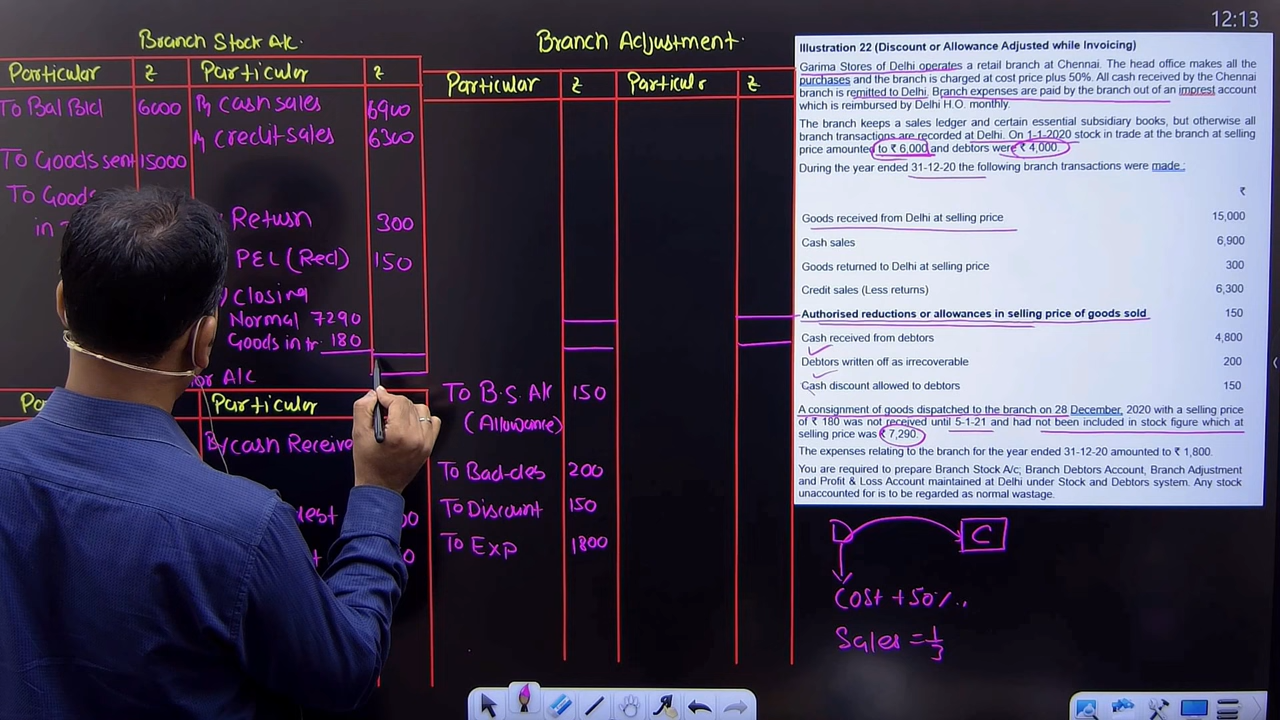 12:13
Branch Stock A/c.
Particular ₹ Particular ₹
To Bal B/d 6000 By cash sales 6900
By credit sales 6300
To Goods sent 15000
To Goods
in
Return 300
PEL (Red) 150
Closing
Normal 7290
Goods in tr. 180
A/c
Particular
By cash Receive
Branch Adjustment.
Particular ₹ Particular ₹
To B.S. A/c 150
(Allowance)
To Bad-des 200
To Discount 150
To Exp 1800
Illustration 22 (Discount or Allowance Adjusted while Invoicing)
Garima Stores of Delhi operates a retail branch at Chennai. The head office makes all the
purchases and the branch is charged at cost price plus 50%. All cash received by the Chennai
branch is remitted to Delhi. Branch expenses are paid by the branch out of an imprest account
which is reimbursed by Delhi H.O. monthly.
The branch keeps a sales ledger and certain essential subsidiary books, but otherwise all
branch transactions are recorded at Delhi. On 1-1-2020 stock in trade at the branch at selling
price amounted to ₹ 6,000 and debtors were ₹ 4,000.
During the year ended 31-12-20 the following branch transactions were made :
₹
Goods received from Delhi at selling price 15,000
Cash sales 6,900
Goods returned to Delhi at selling price 300
Credit sales (Less returns) 6,300
Authorised reductions or allowances in selling price of goods sold 150
Cash received from debtors 4,800
Debtors written off as irrecoverable 200
Cash discount allowed to debtors 150
A consignment of goods dispatched to the branch on 28 December, 2020 with a selling price
of ₹ 180 was not received until 5-1-21 and had not been included in stock figure which at
selling price was ₹ 7,290.
The expenses relating to the branch for the year ended 31-12-20 amounted to ₹ 1,800.
You are required to prepare Branch Stock A/c, Branch Debtors Account, Branch Adjustment
and Profit & Loss Account maintained at Delhi under Stock and Debtors system. Any stock
unaccounted for is to be regarded as normal wastage.
D C
Cost + 50%.
Sales = 1/3